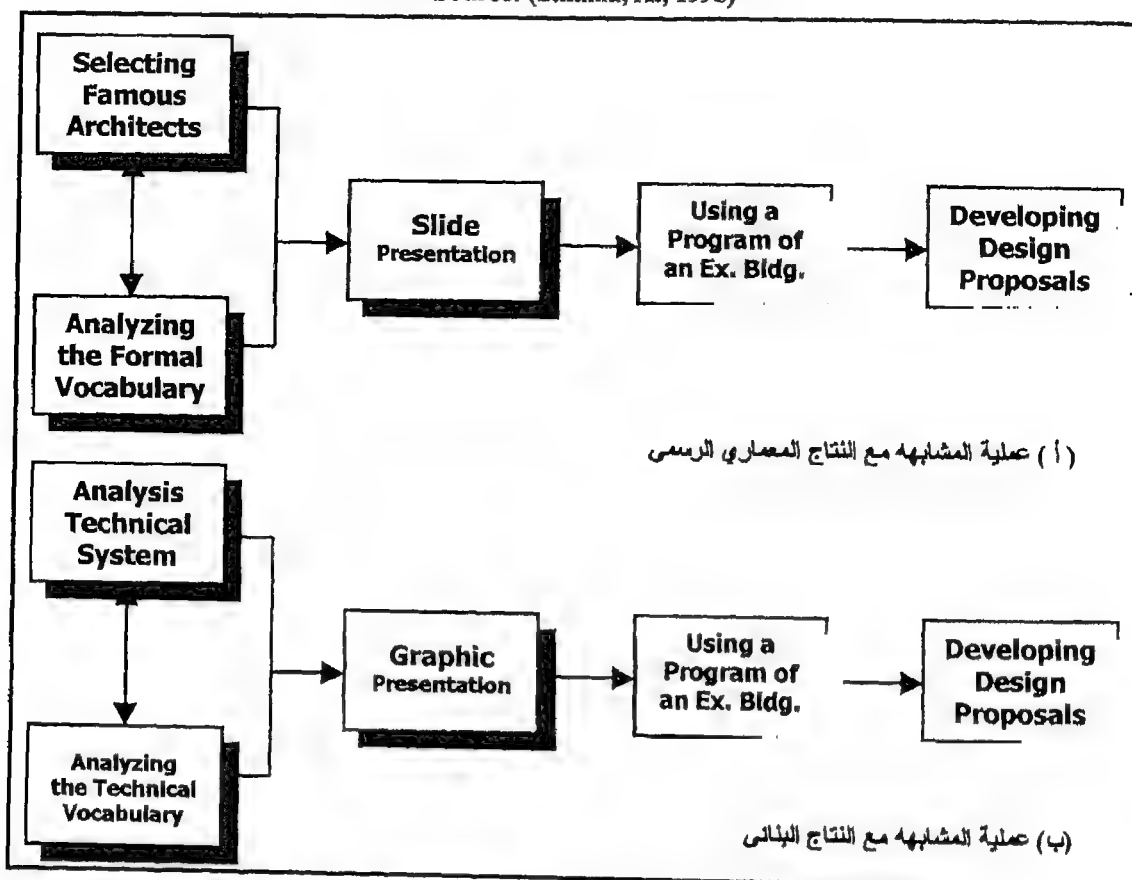 Selecting
Famous
Architects
Analyzing
the Formal
Vocabulary
Slide
Presentation
Using a
Program of
an Ex. Bldg.
Developing
Design
Proposals
(أ) عملية المشابهه مع النتاج المعماري الرسمى
Analysis
Technical
System
Analyzing
the Technical
Vocabulary
Graphic
Presentation
Using a
Program of
an Ex. Bldg.
Developing
Design
Proposals
(ب) عملية المشابهه مع النتاج البنائى